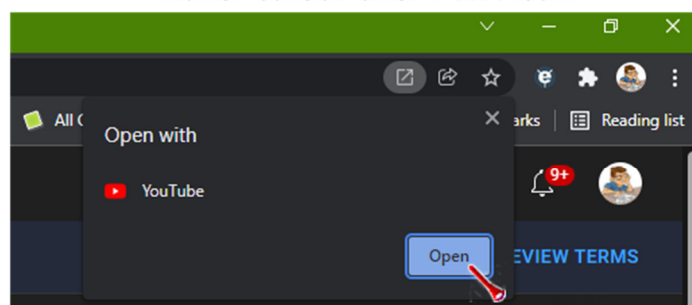 All
Open with
arks
Reading list
YouTube
9+
Open
EVIEW TERMS